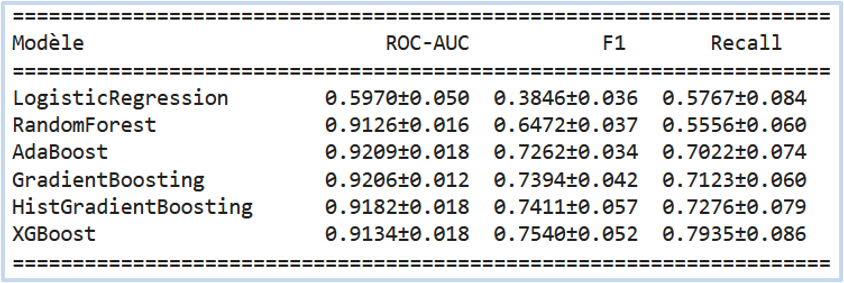 ======================================================================
Modèle                         ROC-AUC           F1       Recall
======================================================================
LogisticRegression        0.5970±0.050  0.3846±0.036  0.5767±0.084
RandomForest              0.9126±0.016  0.6472±0.037  0.5556±0.060
AdaBoost                  0.9209±0.018  0.7262±0.034  0.7022±0.074
GradientBoosting          0.9206±0.012  0.7394±0.042  0.7123±0.060
HistGradientBoosting      0.9182±0.018  0.7411±0.057  0.7276±0.079
XGBoost                   0.9134±0.018  0.7540±0.052  0.7935±0.086
======================================================================